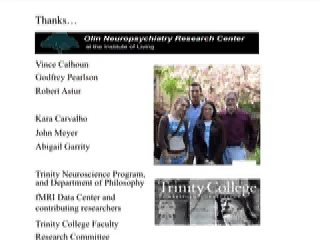 Thanks…
Olin Neuropsychiatry Research Center
at the Institute of Living
Vince Calhoun
Godfrey Pearlson
Robert Astur
Kara Carvalho
John Meyer
Abigail Garrity
Trinity Neuroscience Program,
and Department of Philosophy
fMRI Data Center and
contributing researchers
Trinity College Faculty
Research Committee
Trinity College